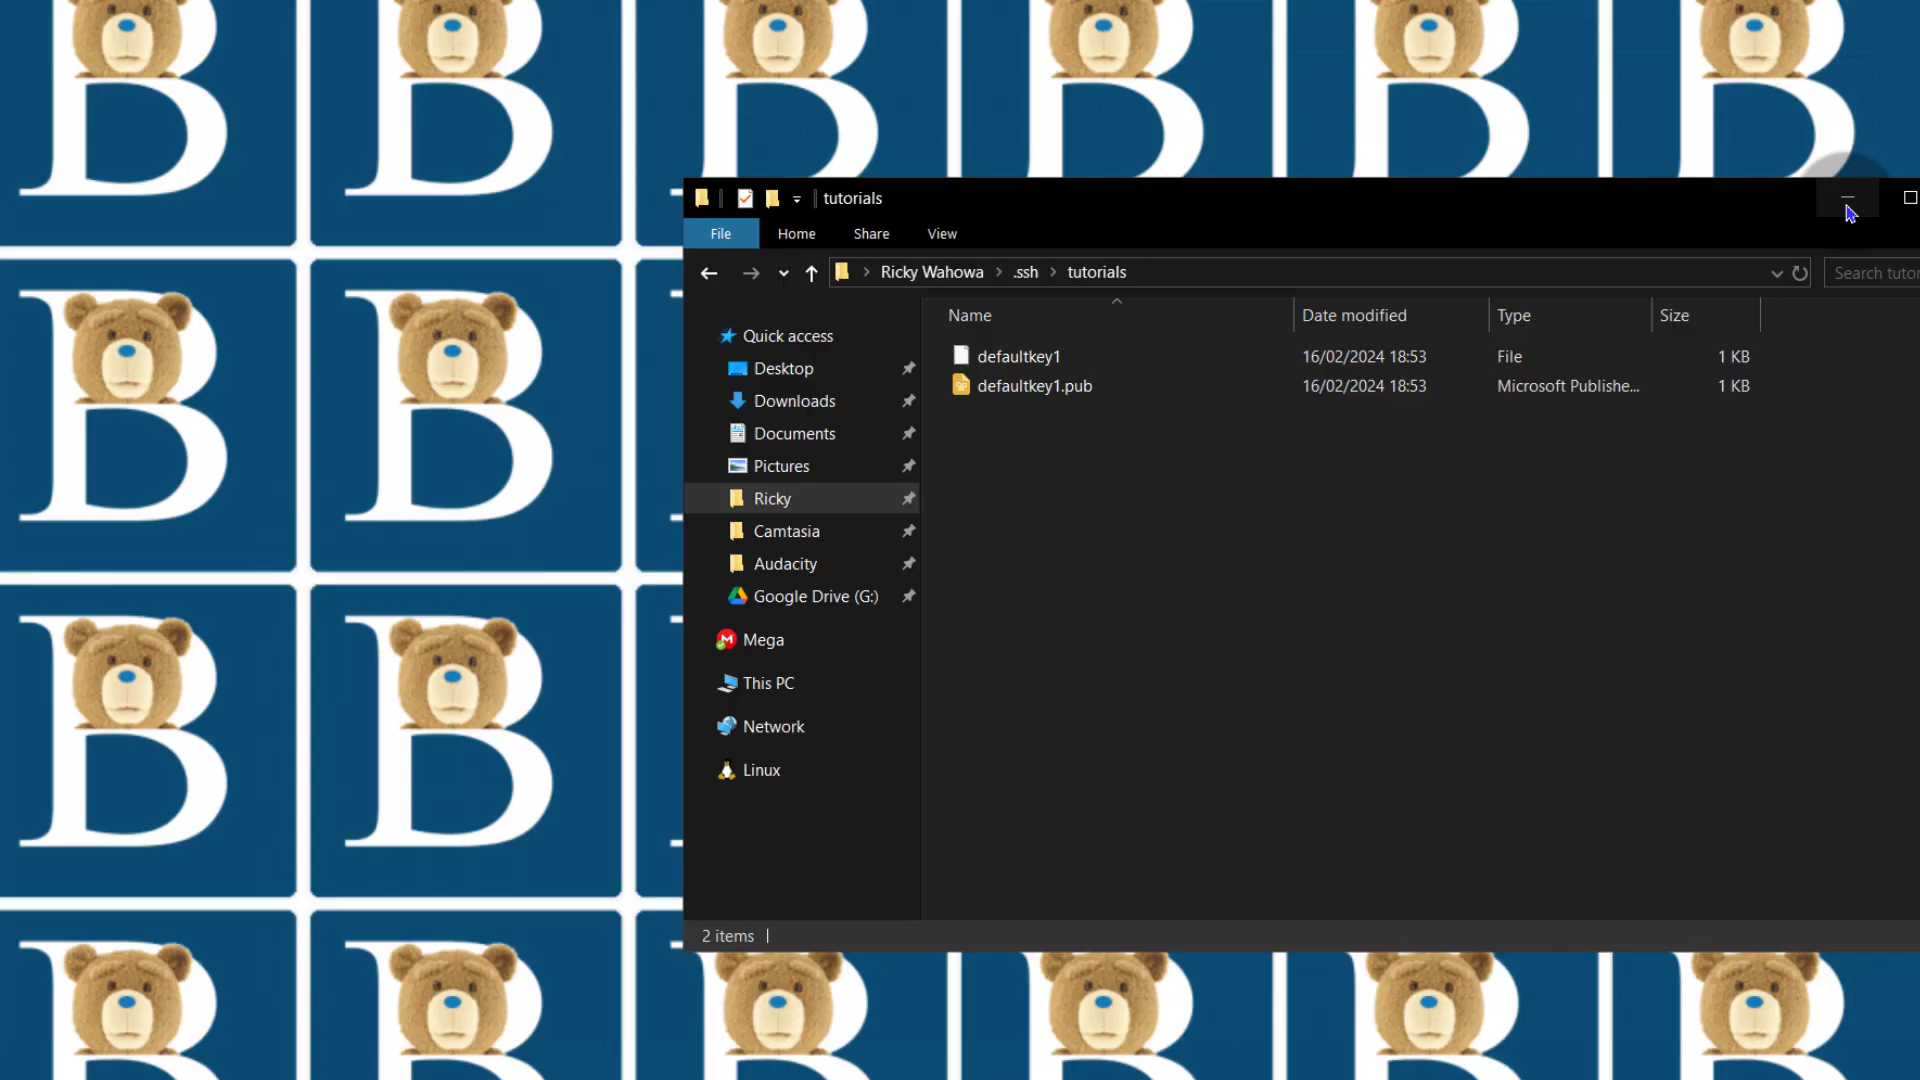 tutorials
File Home Share View
Ricky Wahowa .ssh tutorials
Search tutor
Name Date modified Type Size
Quick access
Desktop
Downloads
Documents
Pictures
Ricky
Camtasia
Audacity
Google Drive (G:)
Mega
This PC
Network
Linux
defaultkey1 16/02/2024 18:53 File 1 KB
defaultkey1.pub 16/02/2024 18:53 Microsoft Publishe... 1 KB
2 items
B B B B B B
B B
B B
B B